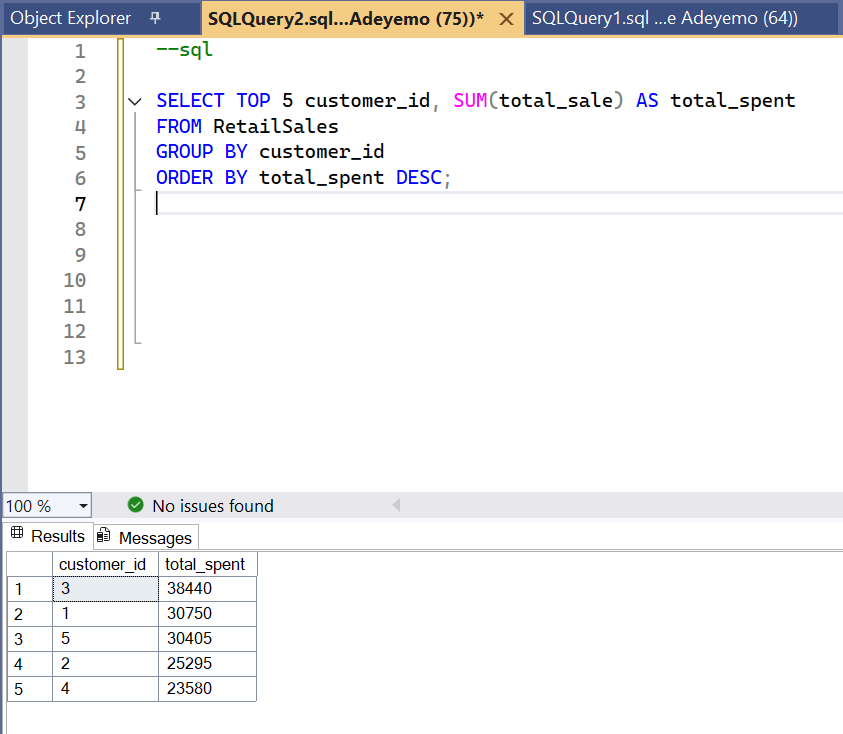 Object Explorer
SQLQuery2.sql...Adeyemo (75))*
SQLQuery1.sql ...e Adeyemo (64))
1 --sql
2
3 SELECT TOP 5 customer_id, SUM(total_sale) AS total_spent
4 FROM RetailSales
5 GROUP BY customer_id
6 ORDER BY total_spent DESC;
7
8
9
10
11
12
13
100 %
No issues found
Results
Messages
customer_id total_spent
1 3 38440
2 1 30750
3 5 30405
4 2 25295
5 4 23580